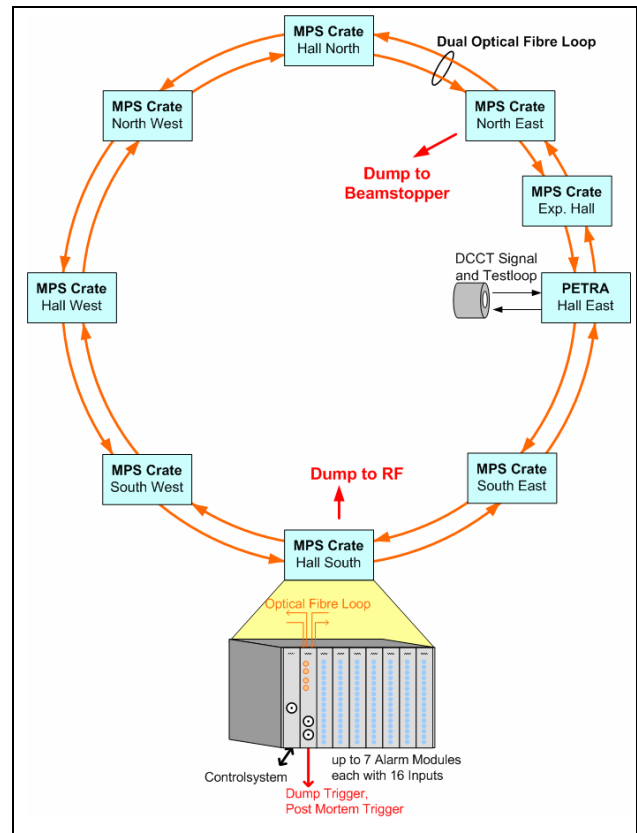 MPS Crate
Hall North
Dual Optical Fibre Loop
MPS Crate
North West
MPS Crate
North East
Dump to
Beamstopper
MPS Crate
Exp. Hall
DCCT Signal
and Testloop
MPS Crate
Hall West
PETRA
Hall East
MPS Crate
South West
Dump to RF
MPS Crate
South East
MPS Crate
Hall South
Optical Fibre Loop
up to 7 Alarm Modules
each with 16 Inputs
Controlsystem
Dump Trigger,
Post Mortem Trigger